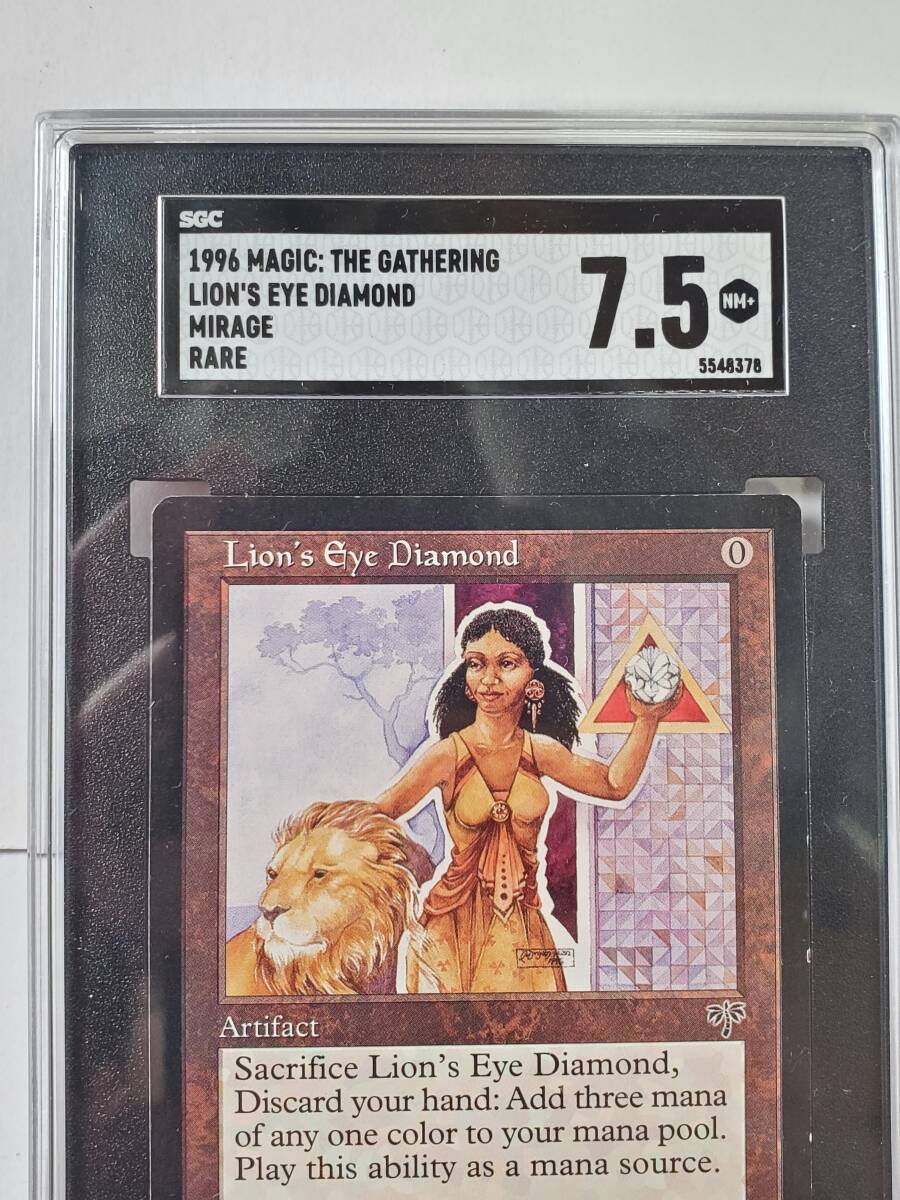 SGC
1996 MAGIC: THE GATHERING
LION'S EYE DIAMOND
MIRAGE
RARE
7.5
NM+
5548378
Lion's Eye Diamond
0
Artifact
Sacrifice Lion's Eye Diamond,
Discard your hand: Add three mana
of any one color to your mana pool.
Play this ability as a mana source.